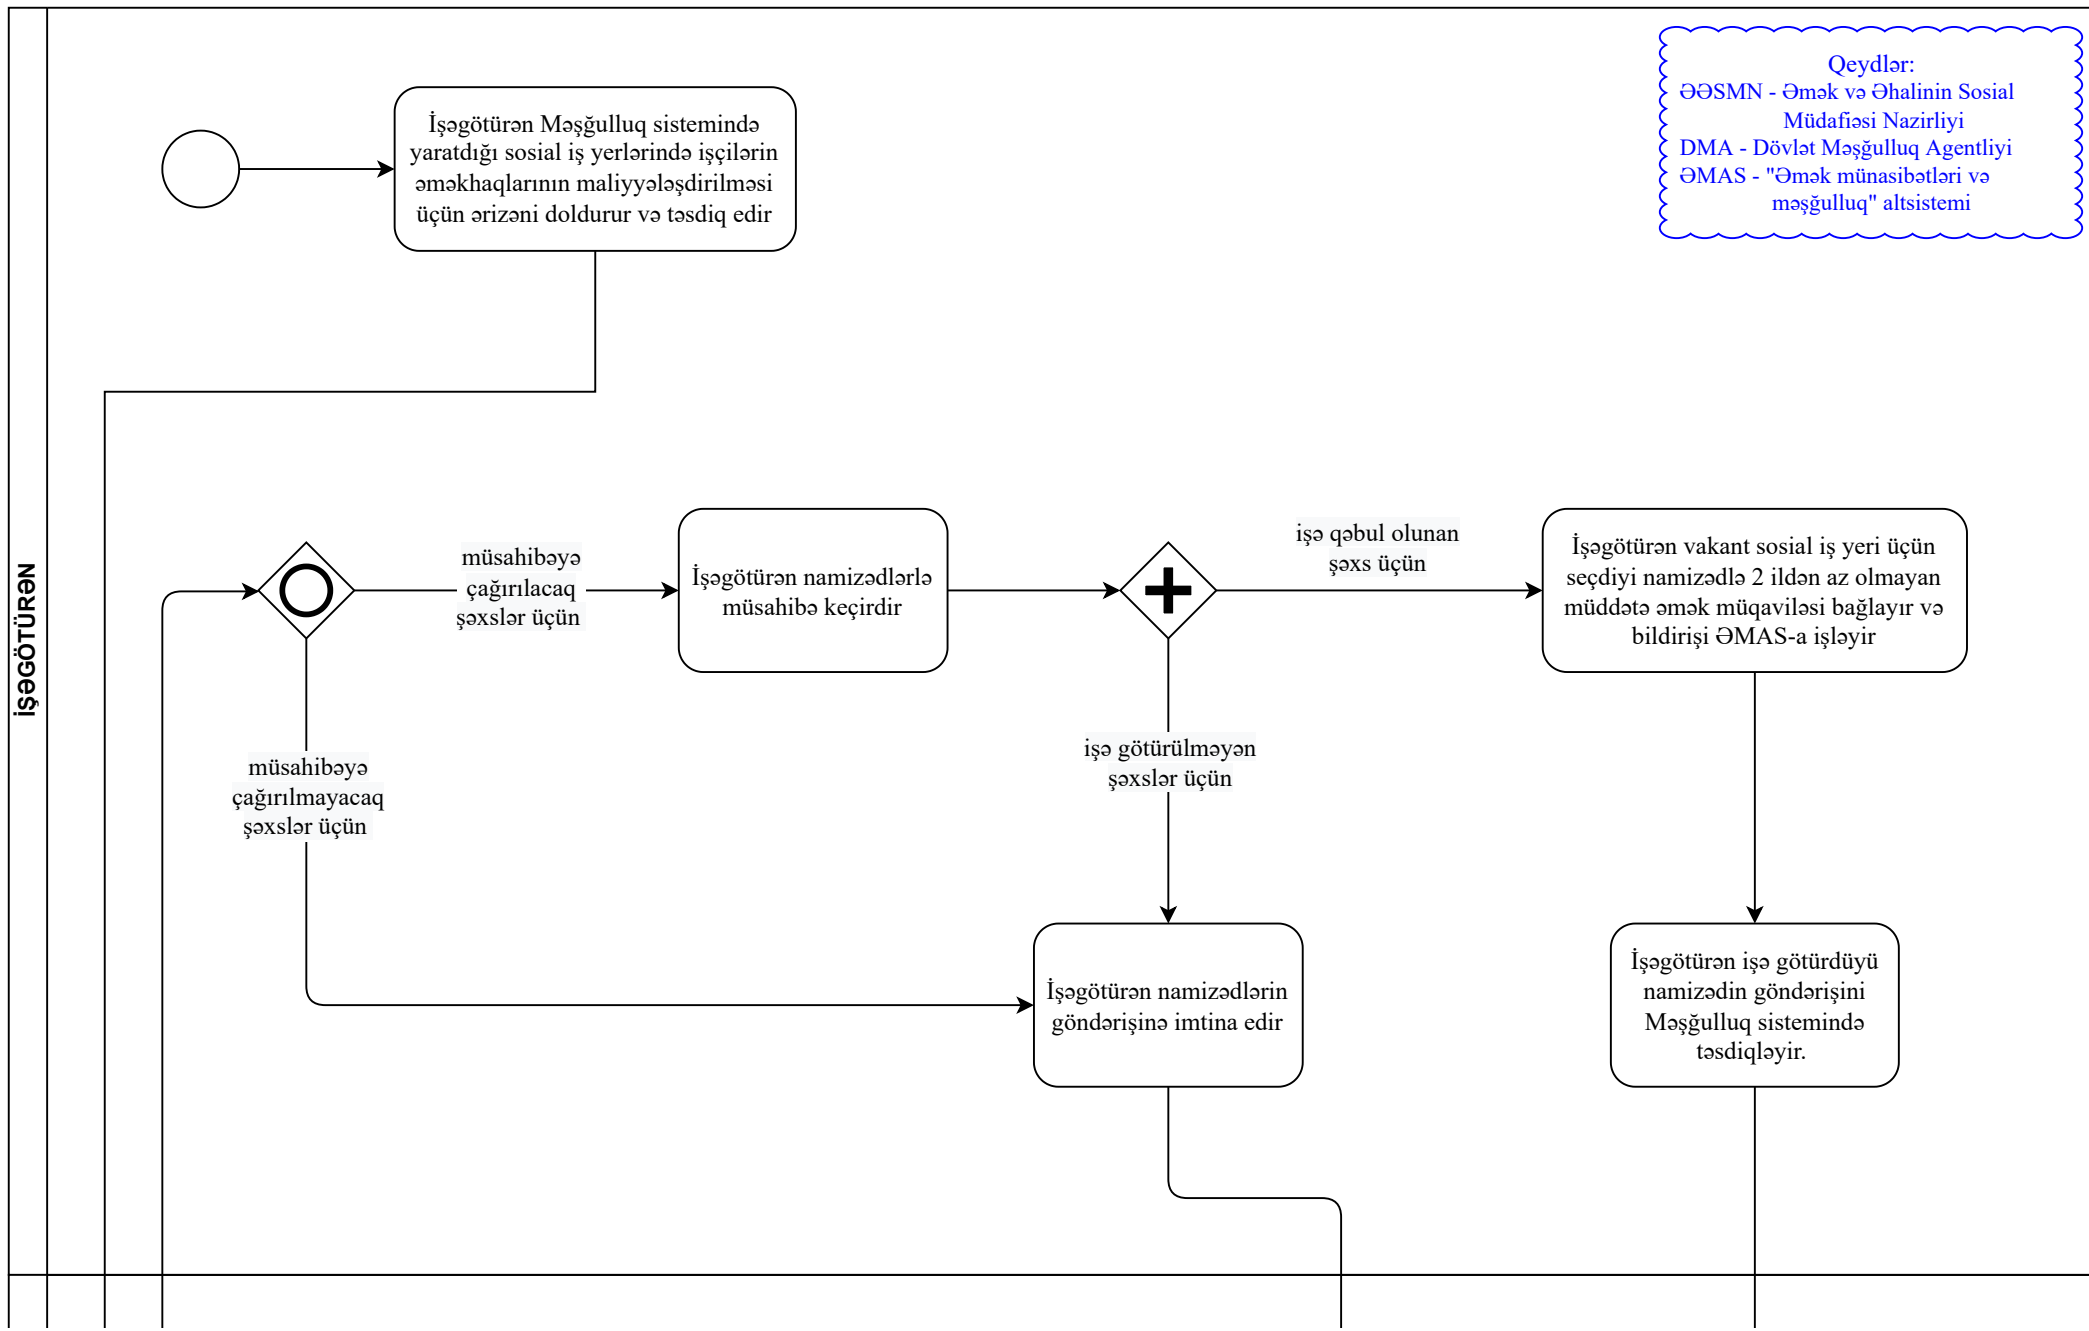 Qeydlər:
ƏƏSMN - Əmək və Əhalinin Sosial
Müdafiəsi Nazirliyi
DMA - Dövlət Məşğulluq Agentliyi
ƏMAS - "Əmək münasibətləri və
məşğulluq" altsistemi
İşəgötürən Məşğulluq sistemində
yaratdığı sosial iş yerlərində işçilərin
əməkhaqlarının maliyyələşdirilməsi
üçün ərizəni doldurur və təsdiq edir
İŞƏGÖTÜRƏN
müsahibəyə
çağırılacaq
şəxslər üçün
İşəgötürən namizədlərlə
müsahibə keçirdir
işə qəbul olunan
şəxs üçün
İşəgötürən vakant sosial iş yeri üçün
seçdiyi namizədlə 2 ildən az olmayan
müddətə əmək müqaviləsi bağlayır və
bildirişi ƏMAS-a işləyir
müsahibəyə
çağırılmayacaq
şəxslər üçün
işə götürülməyən
şəxslər üçün
İşəgötürən namizədlərin
göndərişinə imtina edir
İşəgötürən işə götürdüyü
namizədin göndərişini
Məşğulluq sistemində
təsdiqləyir.